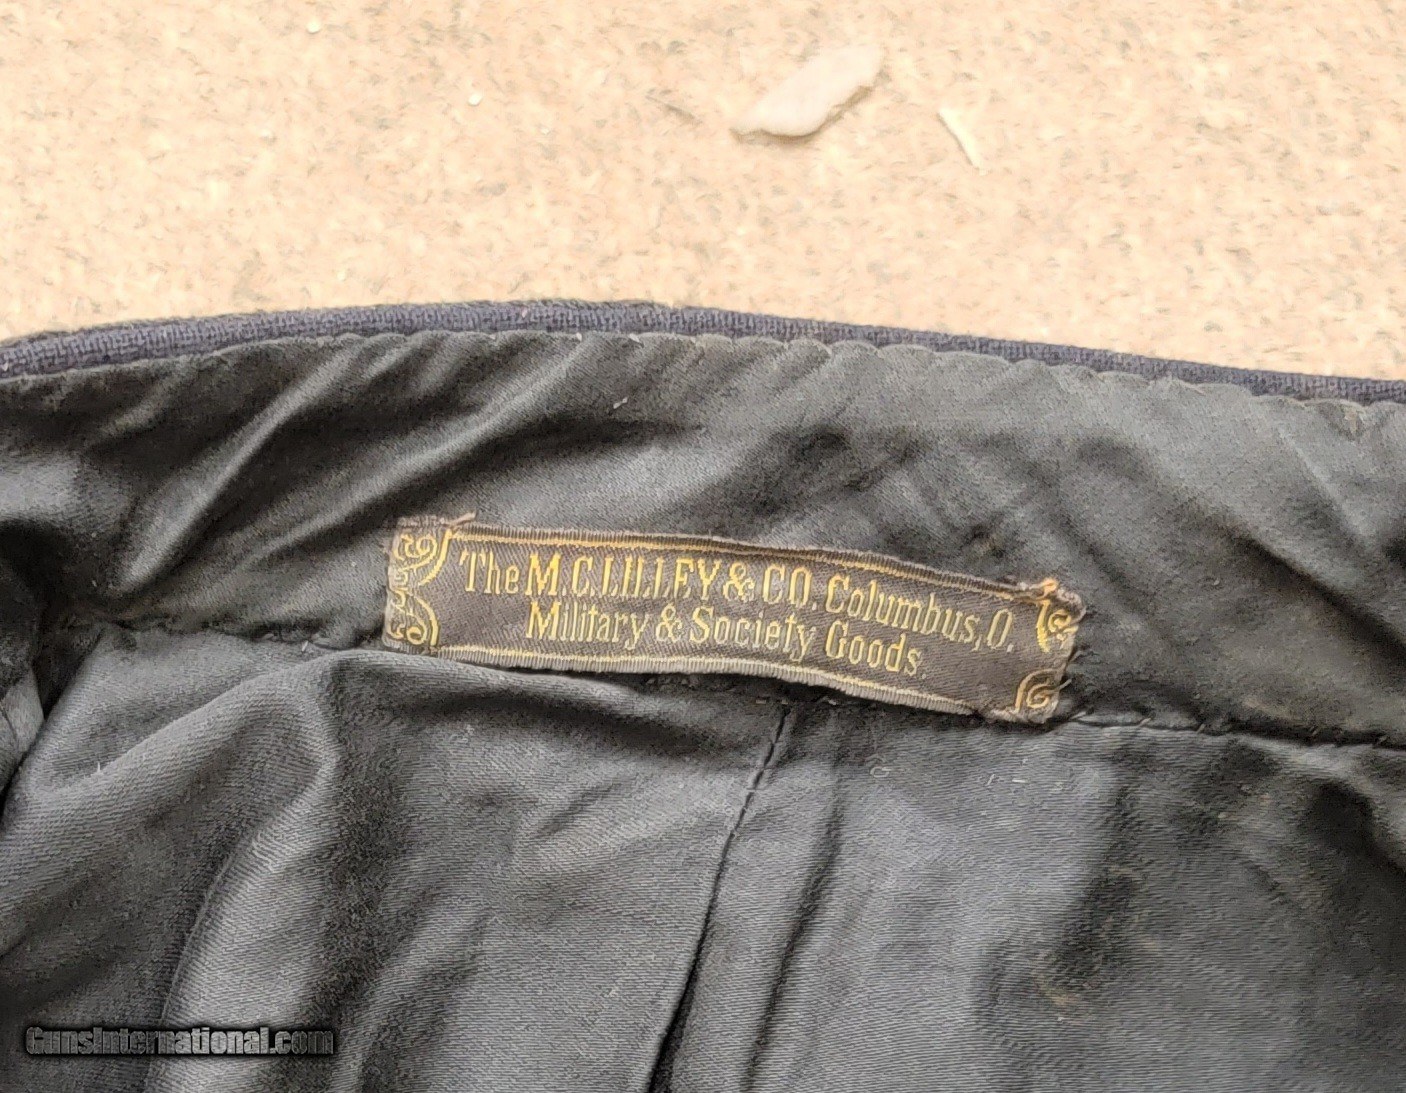 The M.C. LILLEY & CO. Columbus, O.
Military & Society Goods.
GunsInternational.com